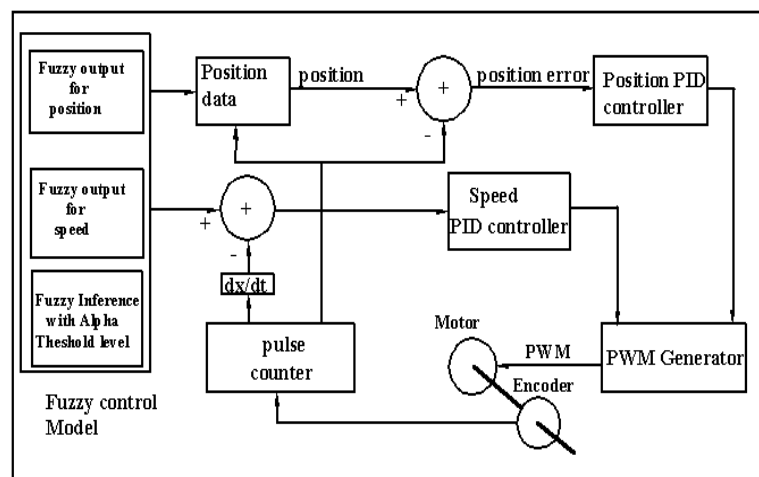 Fuzzy output
for
position
Position
data
position
+
-
+
position error
Position PID
controller
Fuzzy output
for
speed
+
-
+
Speed
PID controller
dx/dt
Fuzzy Inference
with Alpha
Theshold level
pulse
counter
Motor
PWM
Encoder
PWM Generator
Fuzzy control
Model